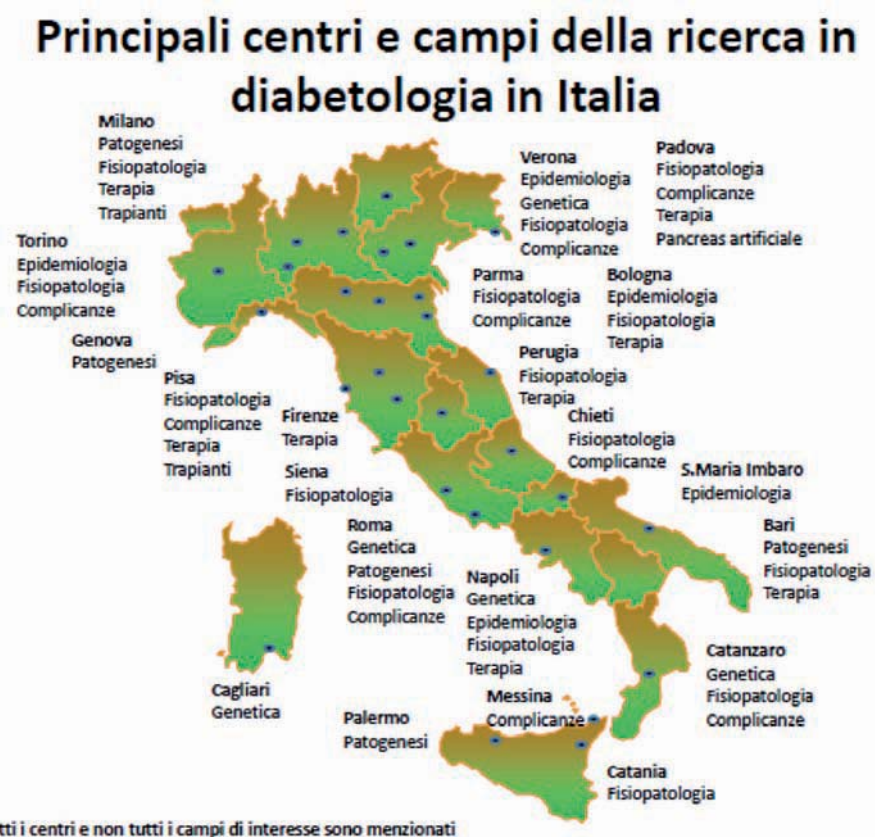 Principali centri e campi della ricerca in
diabetologia in Italia
Milano
Patogenesi
Fisiopatologia
Terapia
Trapianti
Verona
Epidemiologia
Genetica
Fisiopatologia
Complicanze
Padova
Fisiopatologia
Complicanze
Terapia
Pancreas artificiale
Torino
Epidemiologia
Fisiopatologia
Complicanze
Parma
Fisiopatologia
Complicanze
Bologna
Epidemiologia
Fisiopatologia
Terapia
Genova
Patogenesi
Perugia
Fisiopatologia
Terapia
Pisa
Fisiopatologia
Complicanze
Terapia
Trapianti
Firenze
Terapia
Chieti
Fisiopatologia
Complicanze
Siena
Fisiopatologia
S.Maria Imbaro
Epidemiologia
Roma
Genetica
Patogenesi
Fisiopatologia
Complicanze
Bari
Patogenesi
Fisiopatologia
Terapia
Napoli
Genetica
Epidemiologia
Fisiopatologia
Terapia
Catanzaro
Genetica
Fisiopatologia
Complicanze
Cagliari
Genetica
Messina
Complicanze
Palermo
Patogenesi
Catania
Fisiopatologia
tti i centri e non tutti i campi di interesse sono menzionati